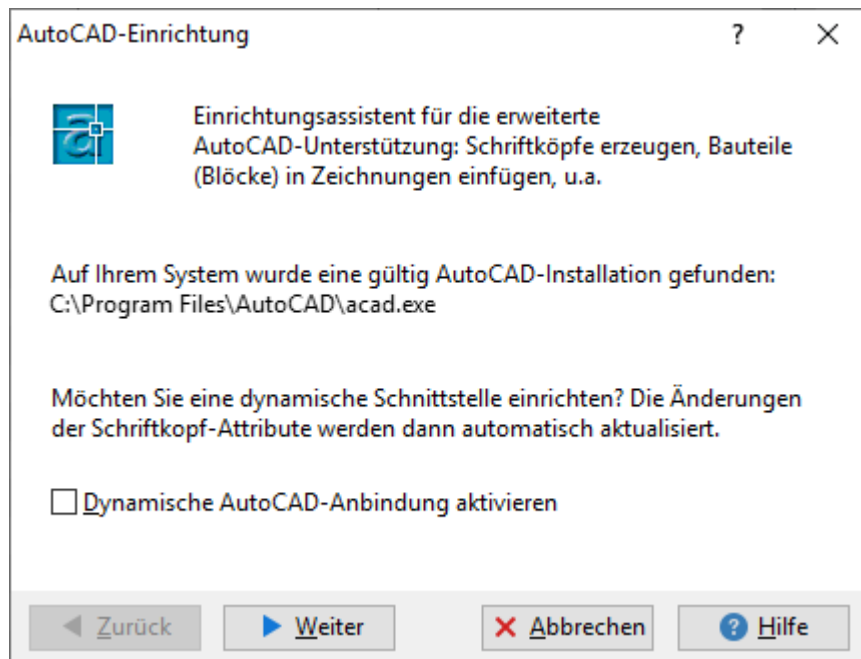 AutoCAD-Einrichtung
?
Einrichtungsassistent für die erweiterte
AutoCAD-Unterstützung: Schriftköpfe erzeugen, Bauteile
(Blöcke) in Zeichnungen einfügen, u.a.
Auf Ihrem System wurde eine gültig AutoCAD-Installation gefunden:
C:\Program Files\AutoCAD\acad.exe
Möchten Sie eine dynamische Schnittstelle einrichten? Die Änderungen
der Schriftkopf-Attribute werden dann automatisch aktualisiert.
Dynamische AutoCAD-Anbindung aktivieren
Zurück Weiter Abbrechen ? Hilfe